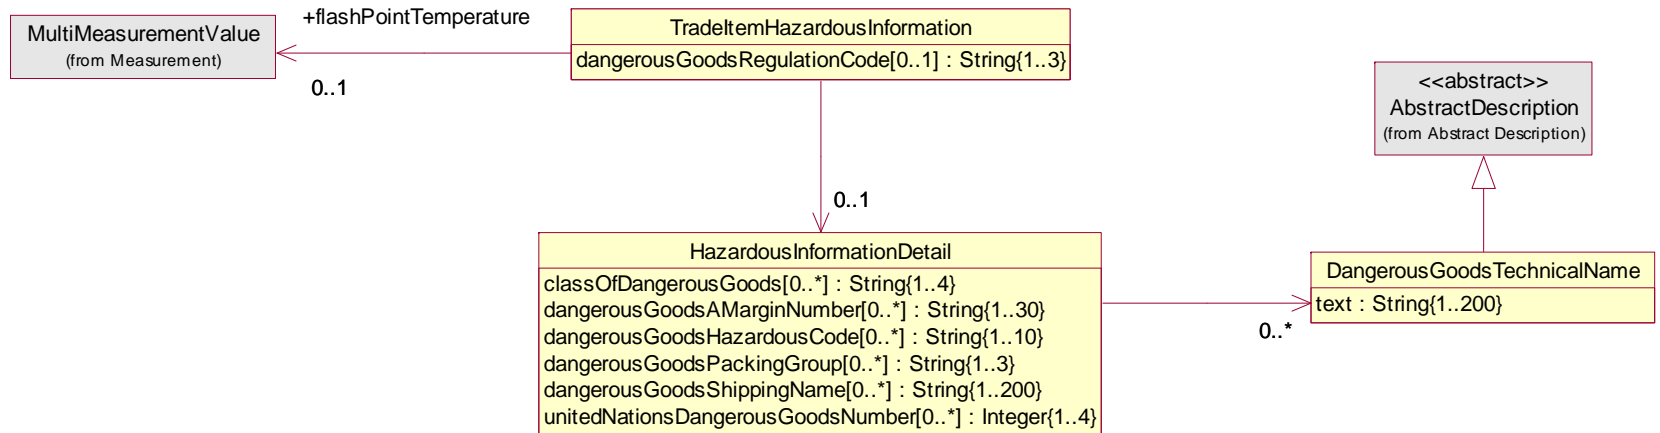 +flashPointTemperature
MultiMeasurementValue
(from Measurement)
0..1
TradeItemHazardousInformation
dangerousGoodsRegulationCode[0..1] : String{1..3}
<<abstract>>
AbstractDescription
(from Abstract Description)
0..1
HazardousInformationDetail
classOfDangerousGoods[0..*] : String{1..4}
dangerousGoodsAMarginNumber[0..*] : String{1..30}
dangerousGoodsHazardousCode[0..*] : String{1..10}
dangerousGoodsPackingGroup[0..*] : String{1..3}
dangerousGoodsShippingName[0..*] : String{1..200}
unitedNationsDangerousGoodsNumber[0..*] : Integer{1..4}
0..*
DangerousGoodsTechnicalName
text : String{1..200}